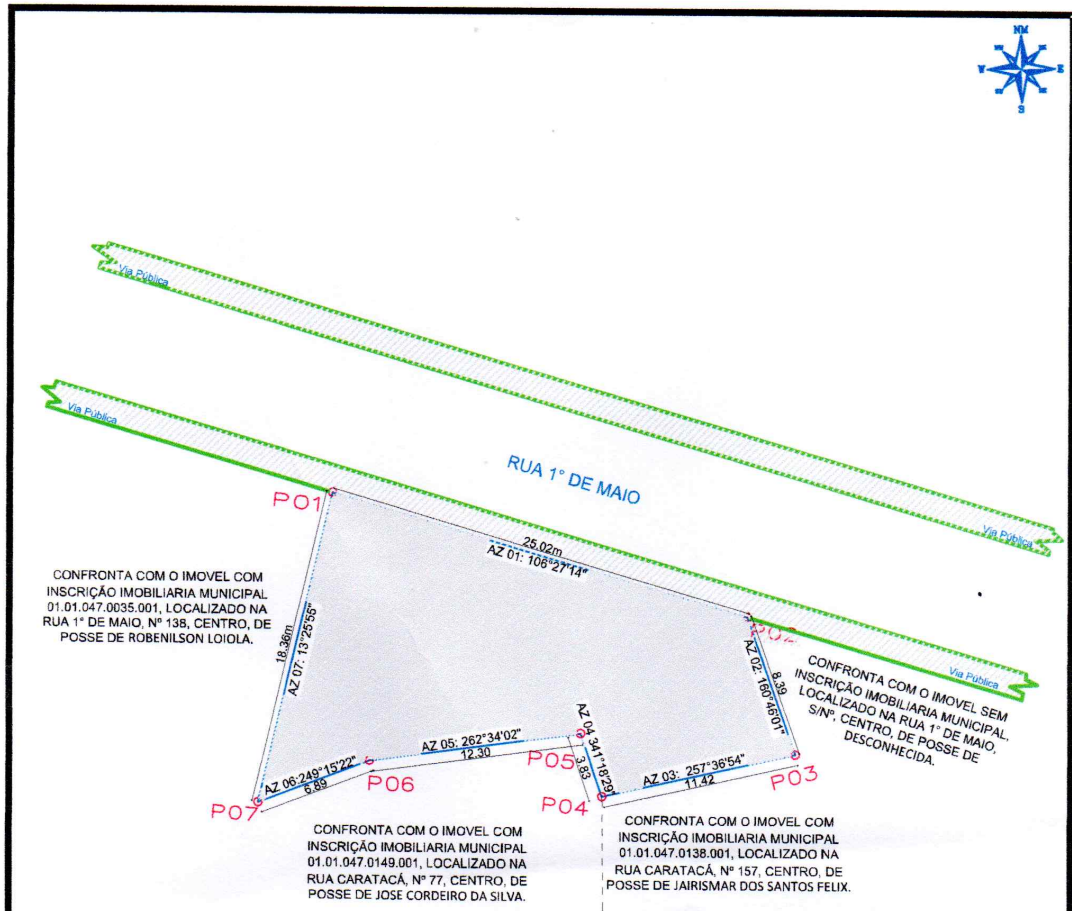 NM
W
E
S
Via Pública
Via Pública
Via Pública
Via Pública
RUA 1° DE MAIO
P01
25.02m
AZ 01: 106°27'14"
P02
AZ 02: 160°46'01"
8.39
P03
AZ 03: 257°36'54"
11.42
P04
AZ 04 341°18'29"
3.83
P05
AZ 05: 262°34'02"
12.30
P06
AZ 06:249°15'22"
6.89
P07
AZ 07: 13°25'55"
18.36m
CONFRONTA COM O IMOVEL COM
INSCRIÇÃO IMOBILIARIA MUNICIPAL
01.01.047.0035.001, LOCALIZADO NA
RUA 1° DE MAIO, Nº 138, CENTRO, DE
POSSE DE ROBENILSON LOIOLA.
CONFRONTA COM O IMOVEL SEM
INSCRIÇÃO IMOBILIARIA MUNICIPAL,
LOCALIZADO NA RUA 1° DE MAIO,
S/Nº, CENTRO, DE POSSE DE
DESCONHECIDA.
CONFRONTA COM O IMOVEL COM
INSCRIÇÃO IMOBILIARIA MUNICIPAL
01.01.047.0149.001, LOCALIZADO NA
RUA CARATACÁ, Nº 77, CENTRO, DE
POSSE DE JOSE CORDEIRO DA SILVA.
CONFRONTA COM O IMOVEL COM
INSCRIÇÃO IMOBILIARIA MUNICIPAL
01.01.047.0138.001, LOCALIZADO NA
RUA CARATACÁ, Nº 157, CENTRO, DE
POSSE DE JAIRISMAR DOS SANTOS FELIX.